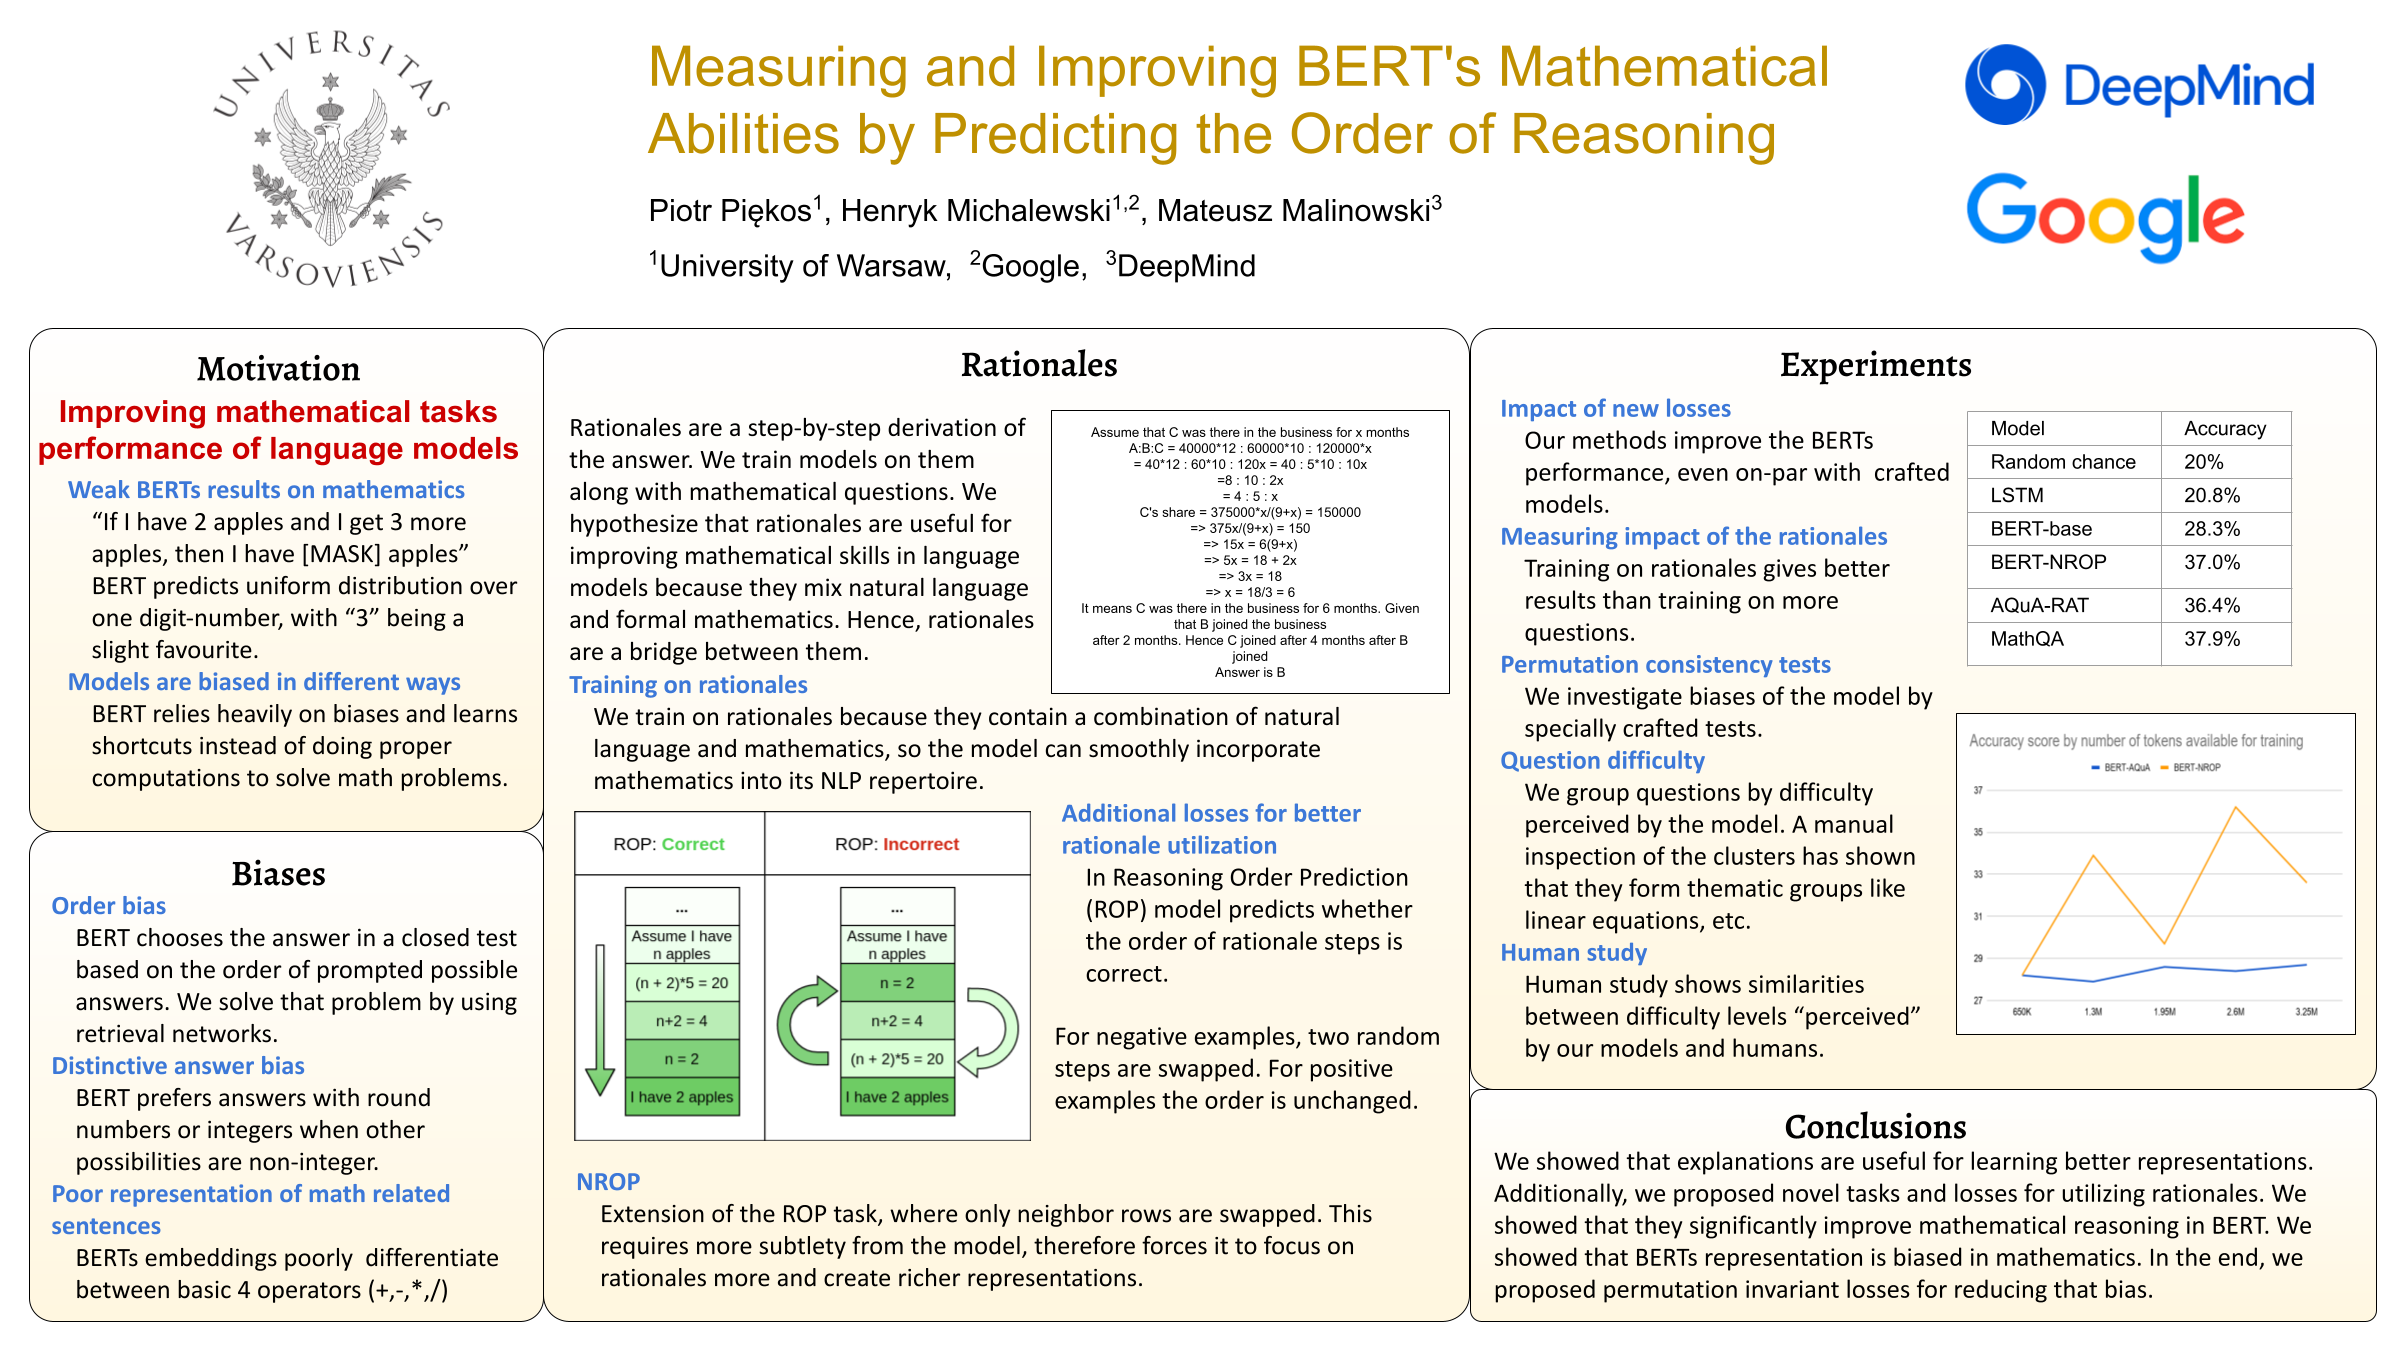 UNIVERSITAS
VARSOVIENSIS
Measuring and Improving BERT's Mathematical
Abilities by Predicting the Order of Reasoning
Piotr Piękos1, Henryk Michalewski1,2, Mateusz Malinowski3
1University of Warsaw, 2Google, 3DeepMind
DeepMind
Google
Motivation
Improving mathematical tasks
performance of language models
Weak BERTs results on mathematics
“If I have 2 apples and I get 3 more
apples, then I have [MASK] apples”
BERT predicts uniform distribution over
one digit-number, with “3” being a
slight favourite.
Models are biased in different ways
BERT relies heavily on biases and learns
shortcuts instead of doing proper
computations to solve math problems.
Biases
Order bias
BERT chooses the answer in a closed test
based on the order of prompted possible
answers. We solve that problem by using
retrieval networks.
Distinctive answer bias
BERT prefers answers with round
numbers or integers when other
possibilities are non-integer.
Poor representation of math related
sentences
BERTs embeddings poorly differentiate
between basic 4 operators (+,-,*,/)
Rationales
Rationales are a step-by-step derivation of
the answer. We train models on them
along with mathematical questions. We
hypothesize that rationales are useful for
improving mathematical skills in language
models because they mix natural language
and formal mathematics. Hence, rationales
are a bridge between them.
Assume that C was there in the business for x months
A:B:C = 40000*12 : 60000*10 : 120000*x
= 40*12 : 60*10 : 120x = 40 : 5*10 : 10x
=8 : 10 : 2x
= 4 : 5 : x
C's share = 375000*x/(9+x) = 150000
=> 375x/(9+x) = 150
=> 15x = 6(9+x)
=> 5x = 18 + 2x
=> 3x = 18
=> x = 18/3 = 6
It means C was there in the business for 6 months. Given
that B joined the business
after 2 months. Hence C joined after 4 months after B
joined
Answer is B
Training on rationales
We train on rationales because they contain a combination of natural
language and mathematics, so the model can smoothly incorporate
mathematics into its NLP repertoire.
ROP: Correct
...
Assume I have
n apples
(n + 2)*5 = 20
n+2 = 4
n = 2
I have 2 apples
ROP: Incorrect
...
Assume I have
n apples
n = 2
n+2 = 4
(n + 2)*5 = 20
I have 2 apples
Additional losses for better
rationale utilization
In Reasoning Order Prediction
(ROP) model predicts whether
the order of rationale steps is
correct.
For negative examples, two random
steps are swapped. For positive
examples the order is unchanged.
NROP
Extension of the ROP task, where only neighbor rows are swapped. This
requires more subtlety from the model, therefore forces it to focus on
rationales more and create richer representations.
Experiments
Impact of new losses
Our methods improve the BERTs
performance, even on-par with crafted
models.
Measuring impact of the rationales
Training on rationales gives better
results than training on more
questions.
Permutation consistency tests
We investigate biases of the model by
specially crafted tests.
Question difficulty
We group questions by difficulty
perceived by the model. A manual
inspection of the clusters has shown
that they form thematic groups like
linear equations, etc.
Human study
Human study shows similarities
between difficulty levels “perceived”
by our models and humans.
Model Accuracy
Random chance 20%
LSTM 20.8%
BERT-base 28.3%
BERT-NROP 37.0%
AQuA-RAT 36.4%
MathQA 37.9%
Accuracy score by number of tokens available for training
BERT-AQuA BERT-NROP
37
35
33
31
29
27
650K 1.3M 1.95M 2.6M 3.25M
Conclusions
We showed that explanations are useful for learning better representations.
Additionally, we proposed novel tasks and losses for utilizing rationales. We
showed that they significantly improve mathematical reasoning in BERT. We
showed that BERTs representation is biased in mathematics. In the end, we
proposed permutation invariant losses for reducing that bias.